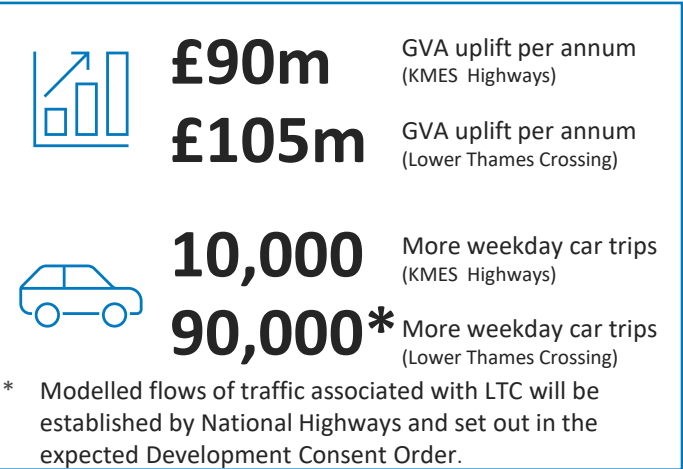 £90m GVA uplift per annum
(KMES Highways)
£105m GVA uplift per annum
(Lower Thames Crossing)
10,000 More weekday car trips
(KMES Highways)
90,000* More weekday car trips
(Lower Thames Crossing)
* Modelled flows of traffic associated with LTC will be
established by National Highways and set out in the
expected Development Consent Order.